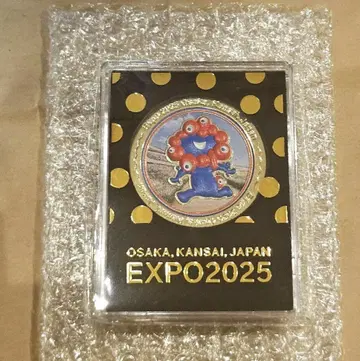 OSAKA, KANSAI, JAPAN
EXPO2025